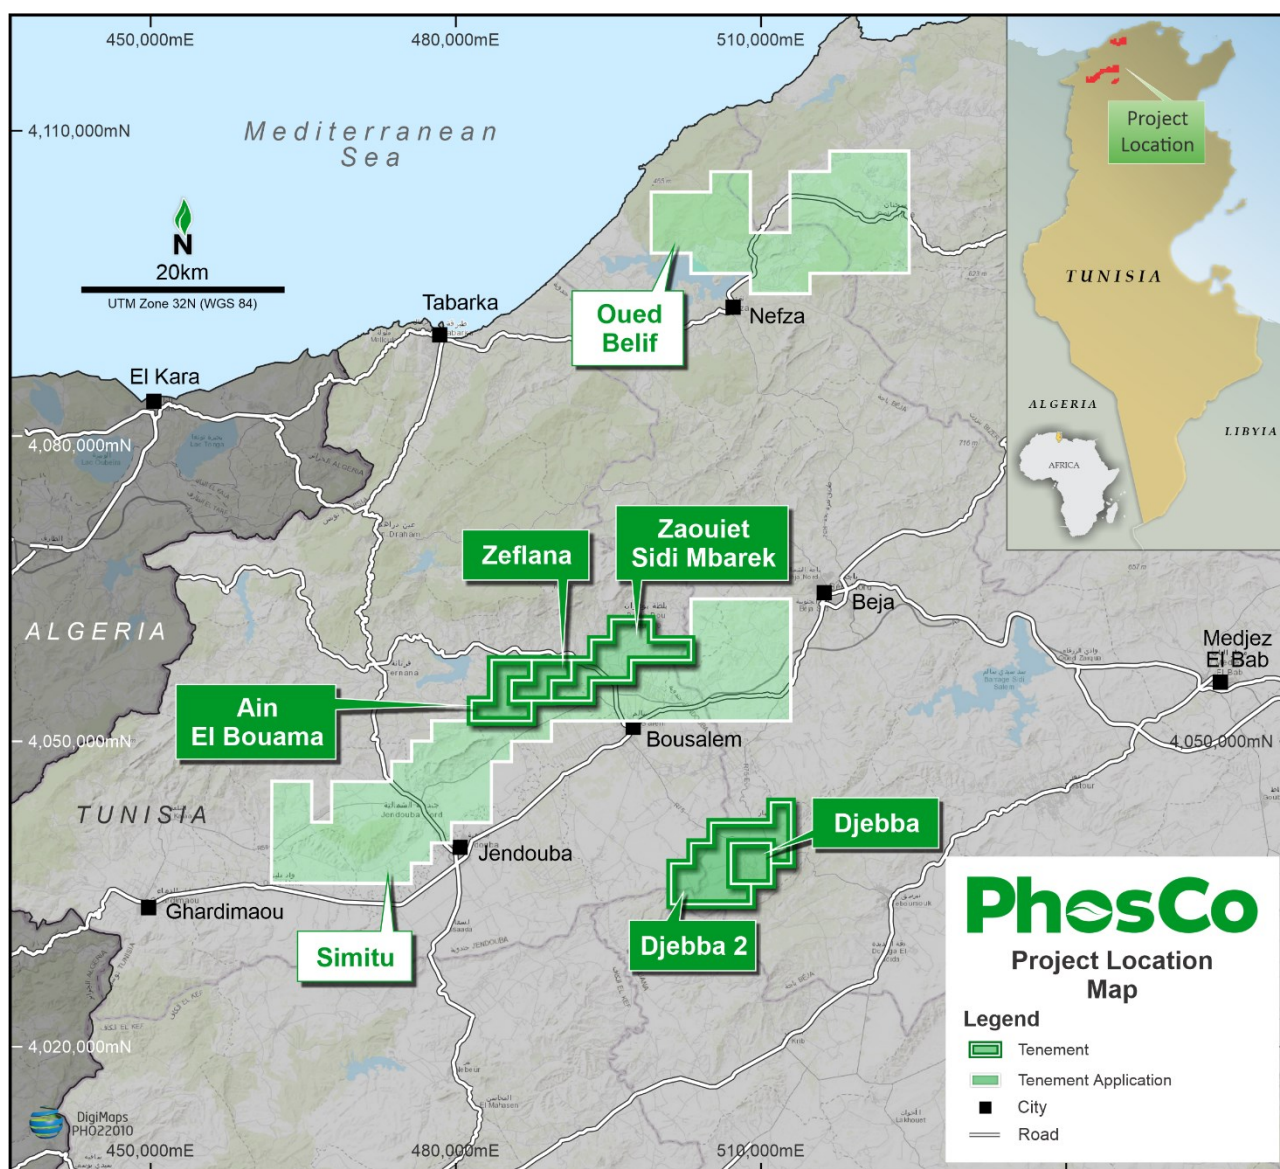 450,000mE
480,000mE
510,000mE
4,110,000mN
Mediterranean
Sea
N
20km
UTM Zone 32N (WGS 84)
Project
Location
TUNISIA
ALGERIA
LIBYIA
AFRICA
Tabarka
Oued
Belif
Nefza
El Kara
4,080,000mN
Zeflana
Zaouiet
Sidi Mbarek
Beja
ALGERIA
Medjez
El Bab
Ain
El Bouama
Bousalem
4,050,000mN
4,050,000mN
TUNISIA
جندوبة الشمالية
Jendouba Nord
Djebba
Jendouba
Ghardimaou
Simitu
Djebba 2
4,020,000mN
PhosCo
Project Location
Map
Legend
Tenement
Tenement Application
City
Road
DigiMaps
PHO22010
450,000mE
480,000mE
510,000mE